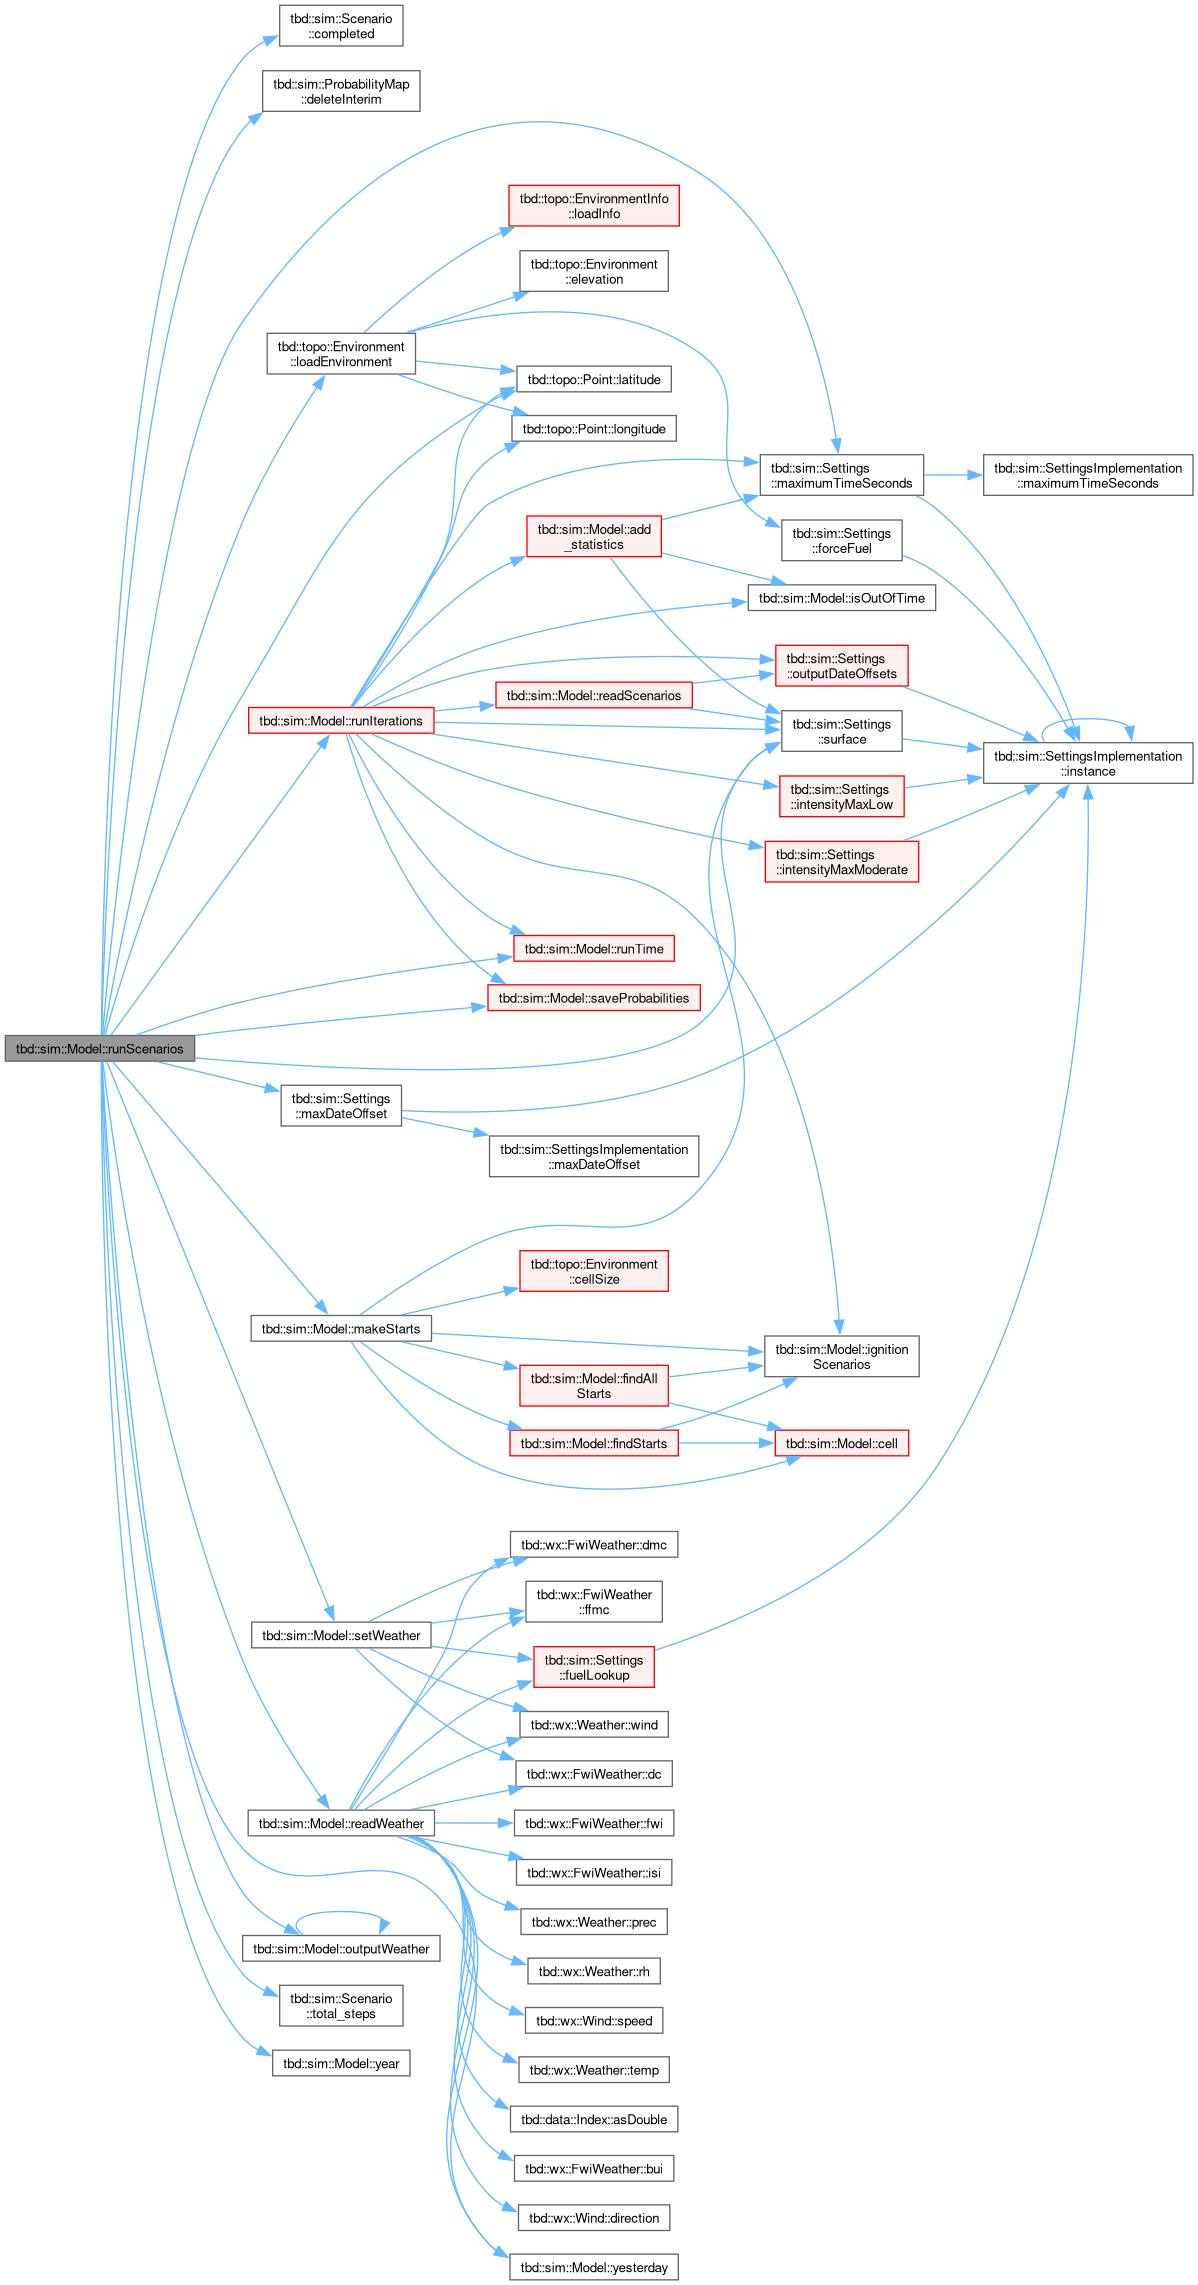 tbd::sim::Scenario
::completed
tbd::sim::ProbabilityMap
::deleteInterim
tbd::topo::EnvironmentInfo
::loadInfo
tbd::topo::Environment
::elevation
tbd::topo::Environment
::loadEnvironment
tbd::topo::Point::latitude
tbd::topo::Point::longitude
tbd::sim::Settings
::maximumTimeSeconds
tbd::sim::SettingsImplementation
::maximumTimeSeconds
tbd::sim::Model::add
_statistics
tbd::sim::Settings
::forceFuel
tbd::sim::Model::isOutOfTime
tbd::sim::Settings
::outputDateOffsets
tbd::sim::Model::readScenarios
tbd::sim::Model::runIterations
tbd::sim::Settings
::surface
tbd::sim::SettingsImplementation
::instance
tbd::sim::Settings
::intensityMaxLow
tbd::sim::Settings
::intensityMaxModerate
tbd::sim::Model::runTime
tbd::sim::Model::saveProbabilities
tbd::sim::Model::runScenarios
tbd::sim::Settings
::maxDateOffset
tbd::sim::SettingsImplementation
::maxDateOffset
tbd::topo::Environment
::cellSize
tbd::sim::Model::makeStarts
tbd::sim::Model::ignition
Scenarios
tbd::sim::Model::findAll
Starts
tbd::sim::Model::findStarts
tbd::sim::Model::cell
tbd::wx::FwiWeather::dmc
tbd::wx::FwiWeather
::ffmc
tbd::sim::Model::setWeather
tbd::sim::Settings
::fuelLookup
tbd::wx::Weather::wind
tbd::wx::FwiWeather::dc
tbd::sim::Model::readWeather
tbd::wx::FwiWeather::fwi
tbd::wx::FwiWeather::isi
tbd::wx::Weather::prec
tbd::sim::Model::outputWeather
tbd::wx::Weather::rh
tbd::sim::Scenario
::total_steps
tbd::wx::Wind::speed
tbd::sim::Model::year
tbd::wx::Weather::temp
tbd::data::Index::asDouble
tbd::wx::FwiWeather::bui
tbd::wx::Wind::direction
tbd::sim::Model::yesterday